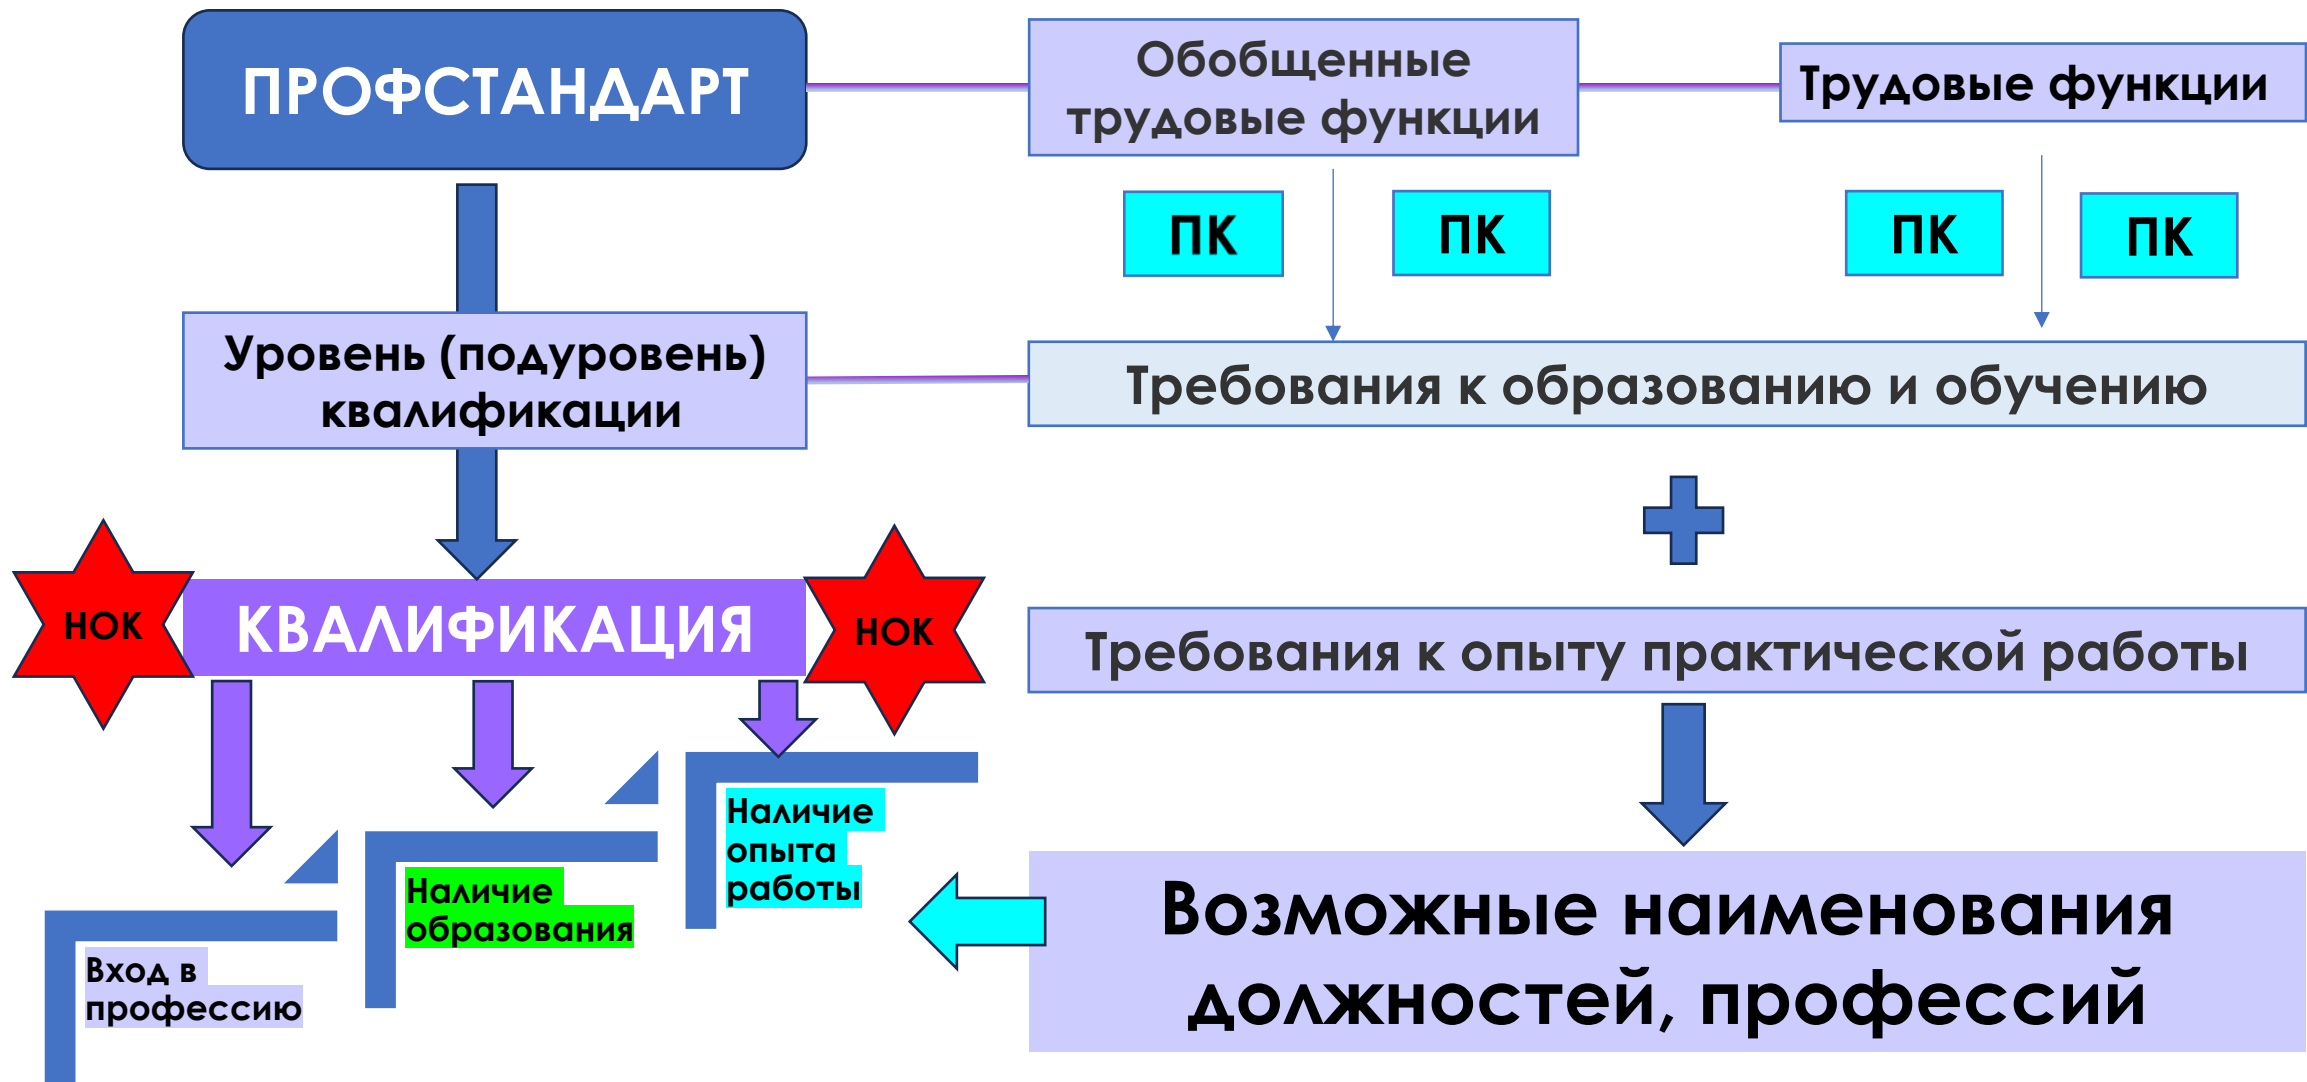 ПРОФСТАНДАРТ
Обобщенные
трудовые функции
Трудовые функции
ПК
ПК
ПК
ПК
Уровень (подуровень)
квалификации
Требования к образованию и обучению
НОК
КВАЛИФИКАЦИЯ
НОК
Требования к опыту практической работы
Наличие
опыта
работы
Наличие
образования
Вход в
профессию
Возможные наименования
должностей, профессий